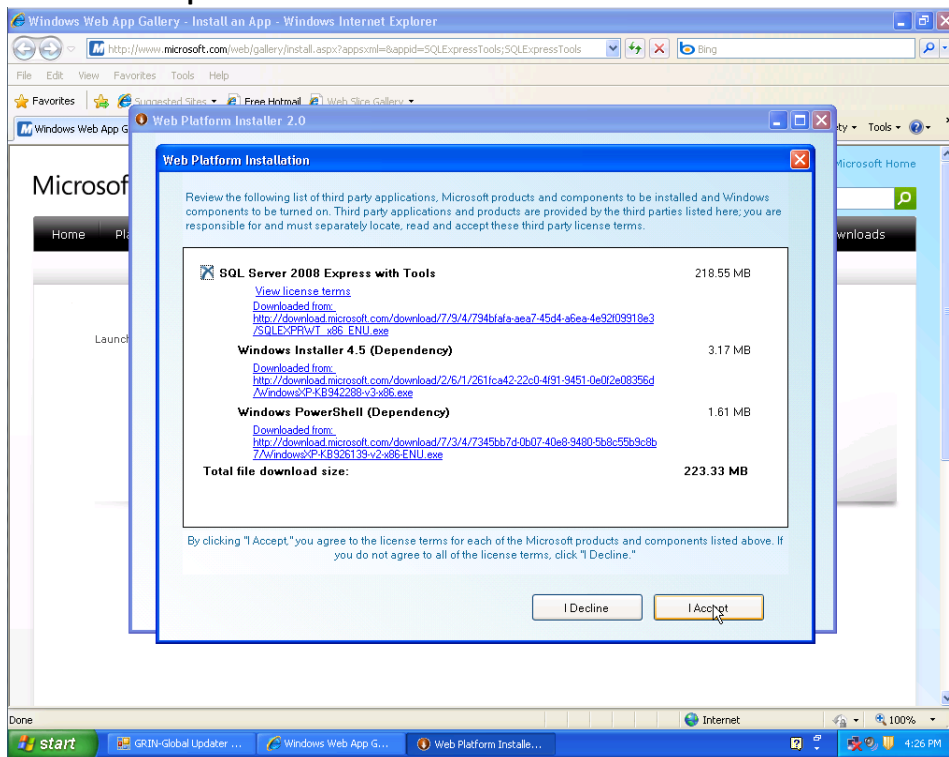 Windows Web App Gallery - Install an App - Windows Internet Explorer
http://www.microsoft.com/web/gallery/install.aspx?appsxml=&appid=SQLExpressTools;SQLExpressTools
Bing
File Edit View Favorites Tools Help
Favorites Suggested Sites Free Hotmail Web Slice Gallery
Windows Web App G
Web Platform Installer 2.0
ety Tools
Web Platform Installation
Microsoft Home
Microsof
Review the following list of third party applications, Microsoft products and components to be installed and Windows
components to be turned on. Third party applications and products are provided by the third parties listed here; you are
responsible for and must separately locate, read and accept these third party license terms.
Home Pla
wnloads
SQL Server 2008 Express with Tools 218.55 MB
View license terms
Downloaded from:
http://download.microsoft.com/download/7/9/4/794bfafa-aea7-45d4-a6ea-4e92f09918e3
/SQLEXPRWT_x86_ENU.exe
Launch
Windows Installer 4.5 (Dependency) 3.17 MB
Downloaded from:
http://download.microsoft.com/download/2/6/1/261fca42-22c0-4f91-9451-0e0f2e08356d
/WindowsXP-KB942288-v3-x86.exe
Windows PowerShell (Dependency) 1.61 MB
Downloaded from:
http://download.microsoft.com/download/7/3/4/7345bb7d-0b07-40e8-9480-5b8c55b9c8b
7/WindowsXP-KB926139-v2-x86-ENU.exe
Total file download size: 223.33 MB
By clicking "I Accept," you agree to the license terms for each of the Microsoft products and components listed above. If
you do not agree to all of the license terms, click "I Decline."
I Decline I Accept
Done Internet 100%
start GRIN-Global Updater ... Windows Web App G... Web Platform Installe... 4:26 PM